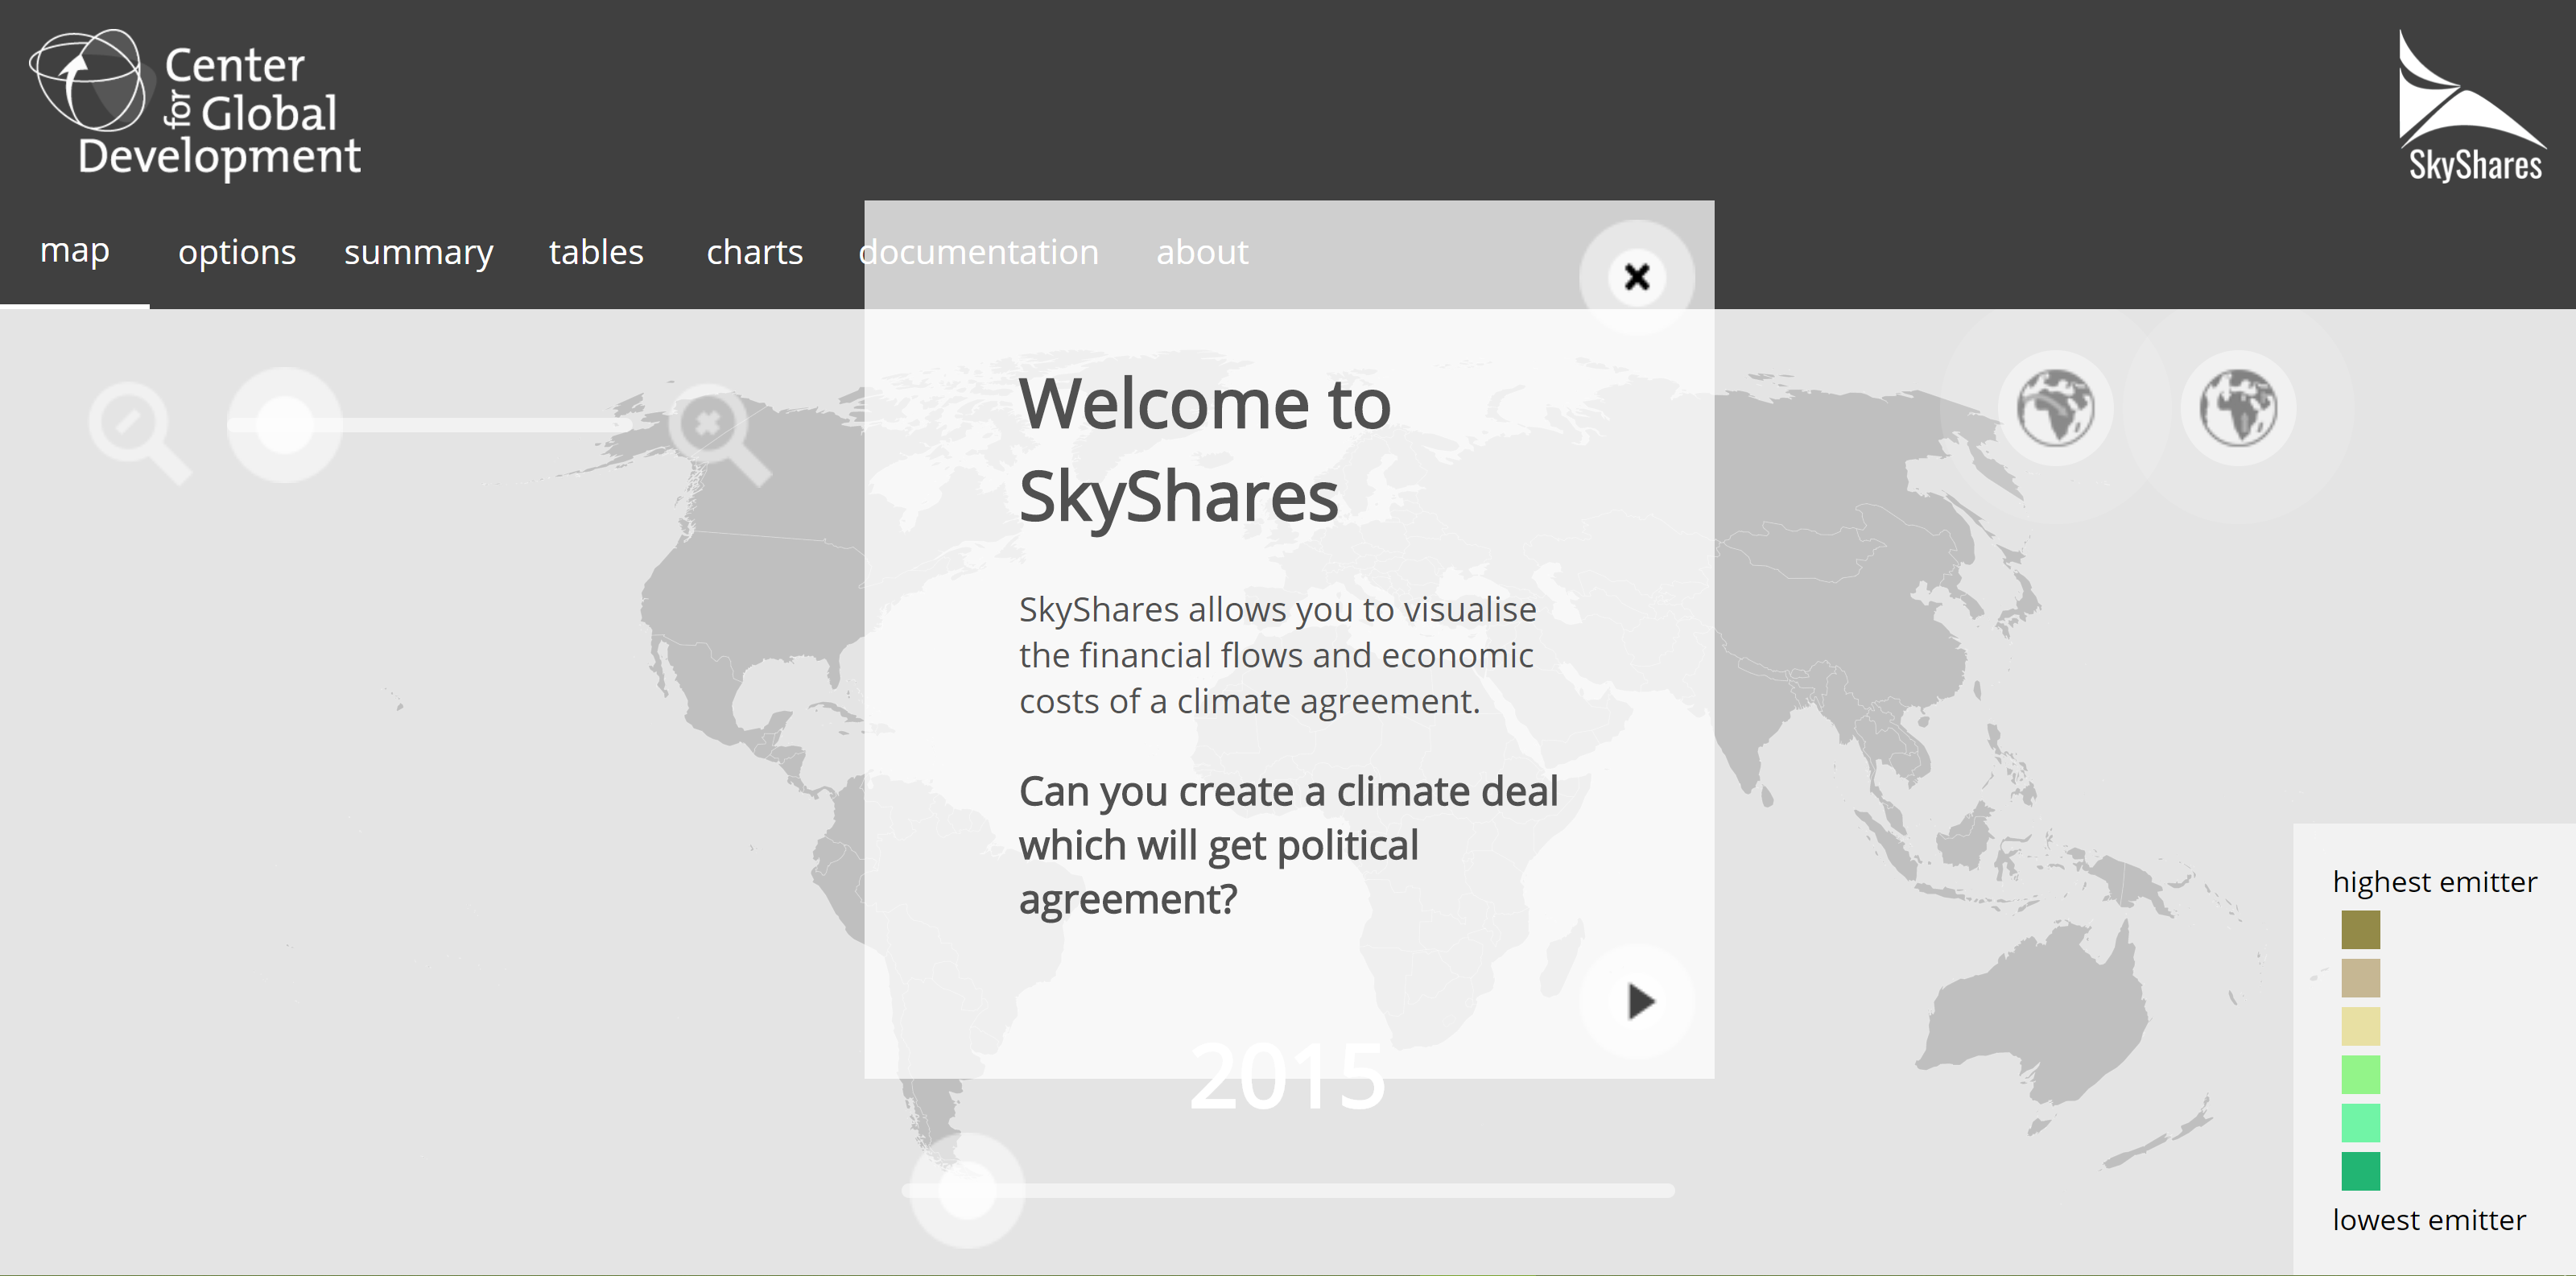 Center
for Global
Development
SkyShares
map options summary tables charts documentation about
Welcome to
SkyShares
SkyShares allows you to visualise
the financial flows and economic
costs of a climate agreement.
Can you create a climate deal
which will get political
agreement?
2015
highest emitter
lowest emitter